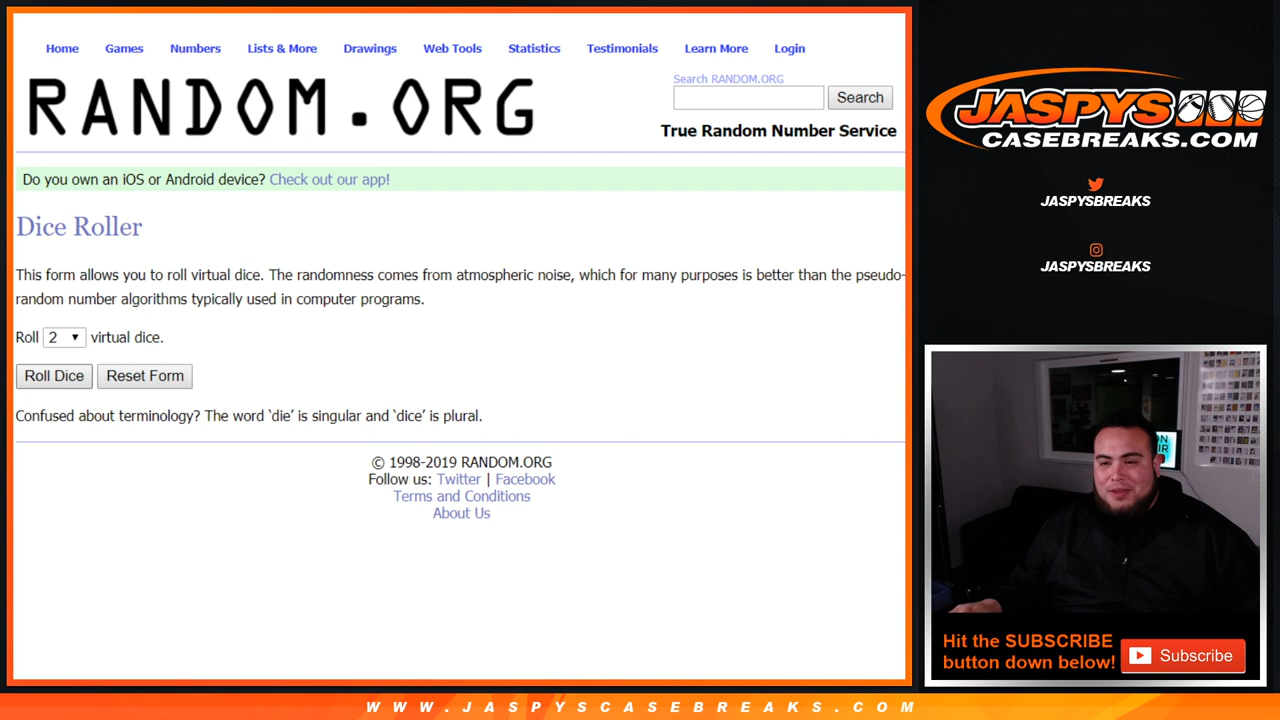 Home Games Numbers Lists & More Drawings Web Tools Statistics Testimonials Learn More Login
RANDOM.ORG
Search RANDOM.ORG
Search
True Random Number Service
Do you own an iOS or Android device? Check out our app!
Dice Roller
This form allows you to roll virtual dice. The randomness comes from atmospheric noise, which for many purposes is better than the pseudo-
random number algorithms typically used in computer programs.
Roll 2 virtual dice.
Roll Dice Reset Form
Confused about terminology? The word ‘die’ is singular and ‘dice’ is plural.
© 1998-2019 RANDOM.ORG
Follow us: Twitter | Facebook
Terms and Conditions
About Us
JASPYS
CASEBREAKS.COM
JASPYSBREAKS
JASPYSBREAKS
Hit the SUBSCRIBE
button down below!
Subscribe
WWW.JASPYSCASEBREAKS.COM